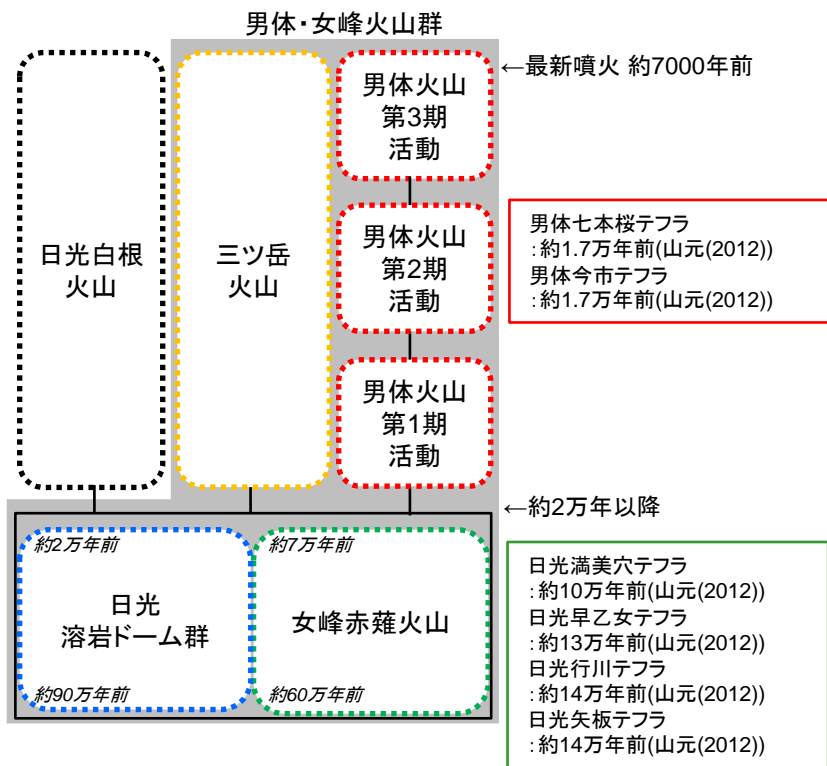 男体・女峰火山群
←最新噴火 約7000年前
日光白根
火山
三ツ岳
火山
男体火山
第3期
活動
男体火山
第2期
活動
男体火山
第1期
活動
男体七本桜テフラ
:約1.7万年前(山元(2012))
男体今市テフラ
:約1.7万年前(山元(2012))
←約2万年以降
約2万年前
日光
溶岩ドーム群
約90万年前
約7万年前
女峰赤薙火山
約60万年前
日光満美穴テフラ
:約10万年前(山元(2012))
日光早乙女テフラ
:約13万年前(山元(2012))
日光行川テフラ
:約14万年前(山元(2012))
日光矢板テフラ
:約14万年前(山元(2012))